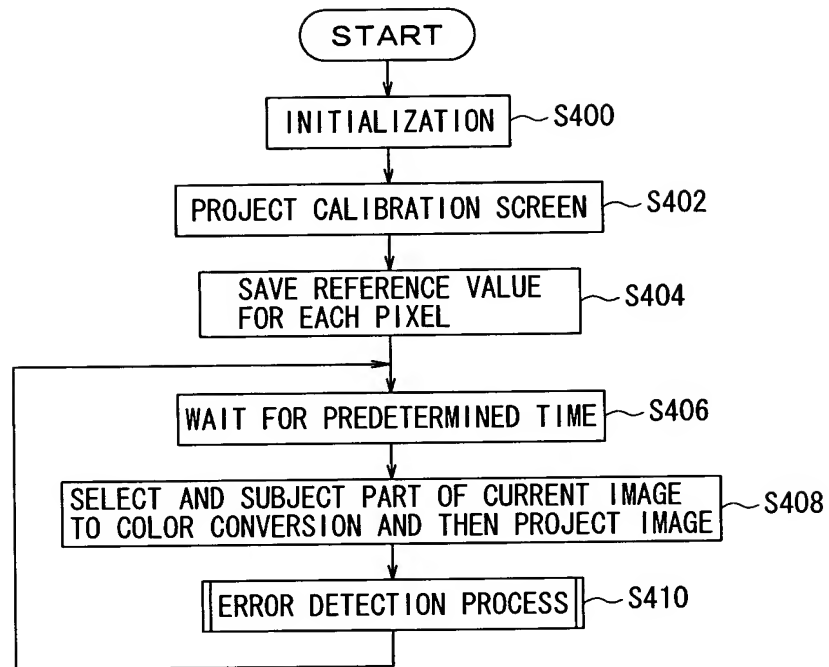 START
INITIALIZATION
S400
PROJECT CALIBRATION SCREEN
S402
SAVE REFERENCE VALUE
FOR EACH PIXEL
S404
WAIT FOR PREDETERMINED TIME
S406
SELECT AND SUBJECT PART OF CURRENT IMAGE
TO COLOR CONVERSION AND THEN PROJECT IMAGE
S408
ERROR DETECTION PROCESS
S410